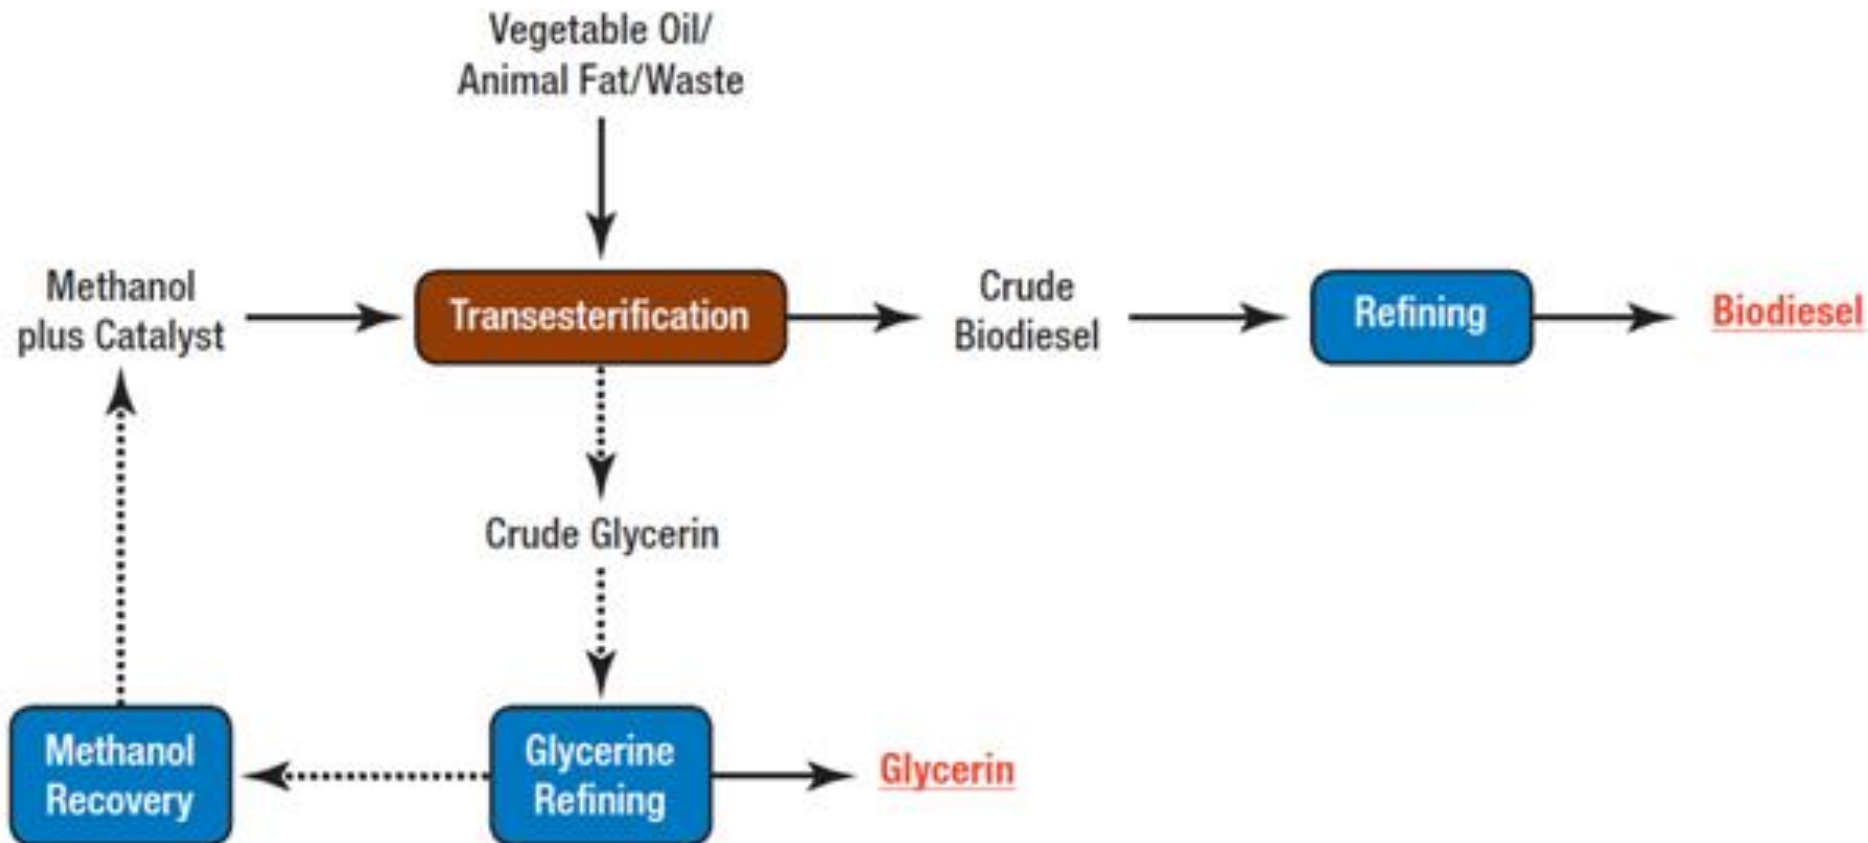 Vegetable Oil/
Animal Fat/Waste
Methanol
plus Catalyst
Transesterification
Crude
Biodiesel
Refining
Biodiesel
Crude Glycerin
Methanol
Recovery
Glycerine
Refining
Glycerin